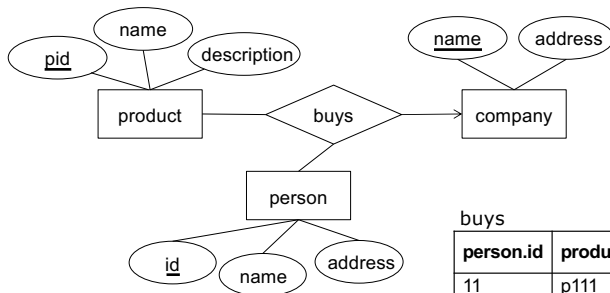 name
name
address
pid
description
product
buys
company
person
buys
person.id
11
p111
id
name
address